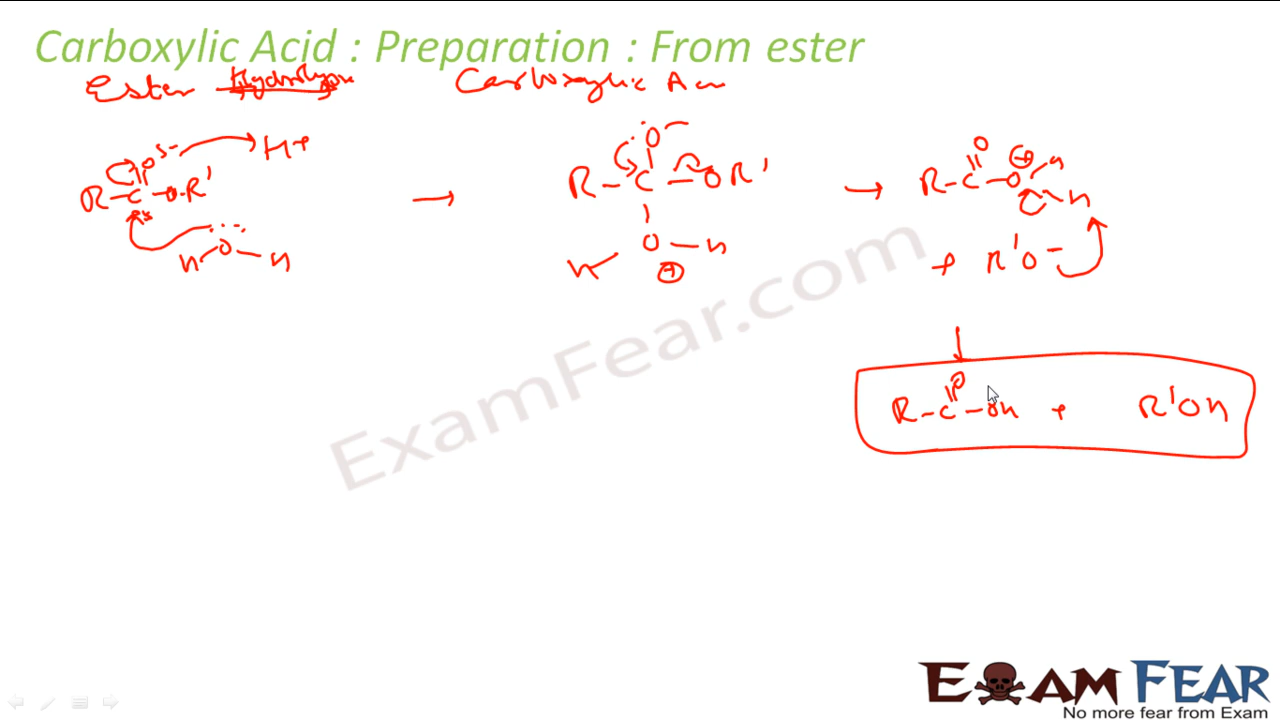 Carboxylic Acid : Preparation : From ester
Ester Hydrolysis Carboxylic Acid
O δ- H+
R-C-O-R'
H O H
O-
R-C-OR'
H O-H
+
O +
R-C-O H
H
+ R'O-
O
R-C-OH + R'OH
ExamFear.com
EXAM FEAR
No more fear from Exam